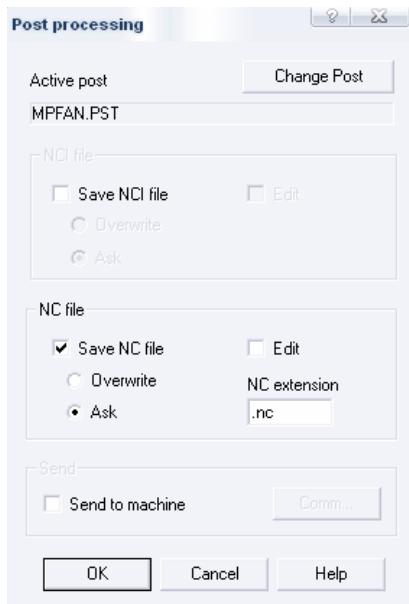 Post processing
Active post
Change Post
MPFAN.PST
NCI file
Save NCI file
Edit
Overwrite
Ask
NC file
Save NC file
Edit
Overwrite
NC extension
Ask
.nc
Send
Send to machine
Comm...
OK
Cancel
Help